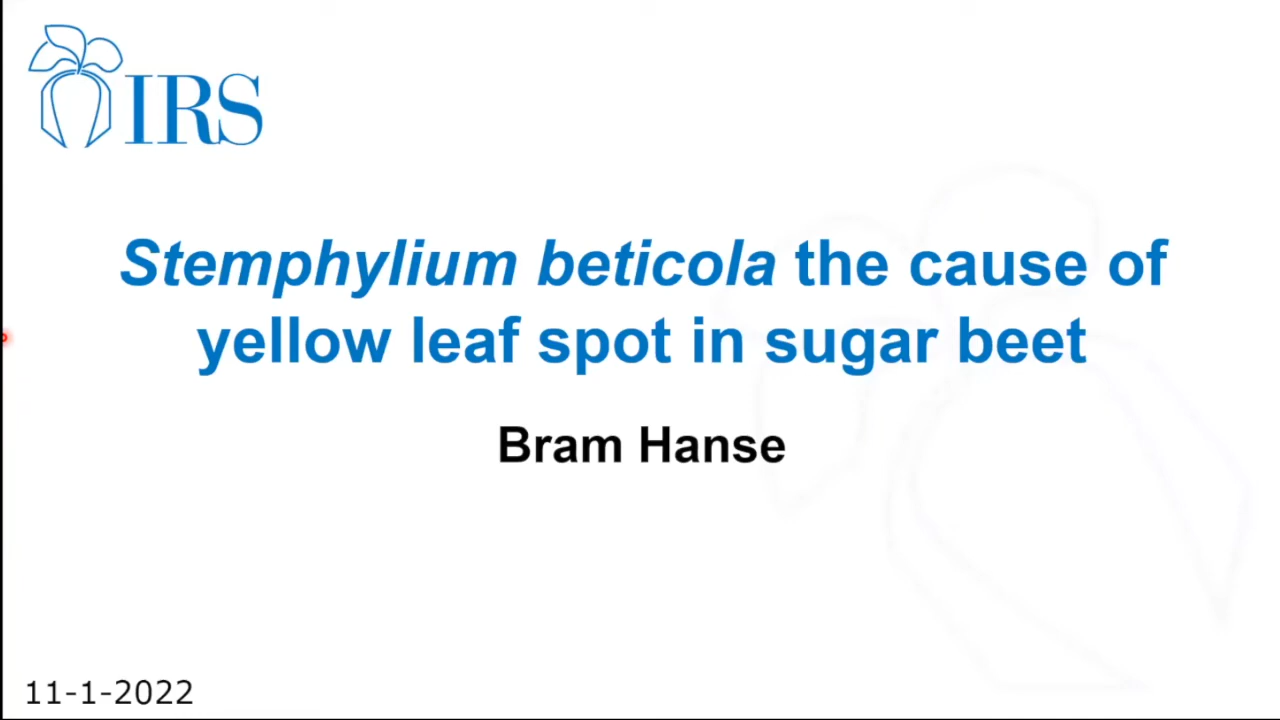 IRS
Stemphylium beticola the cause of
yellow leaf spot in sugar beet
Bram Hanse
11-1-2022